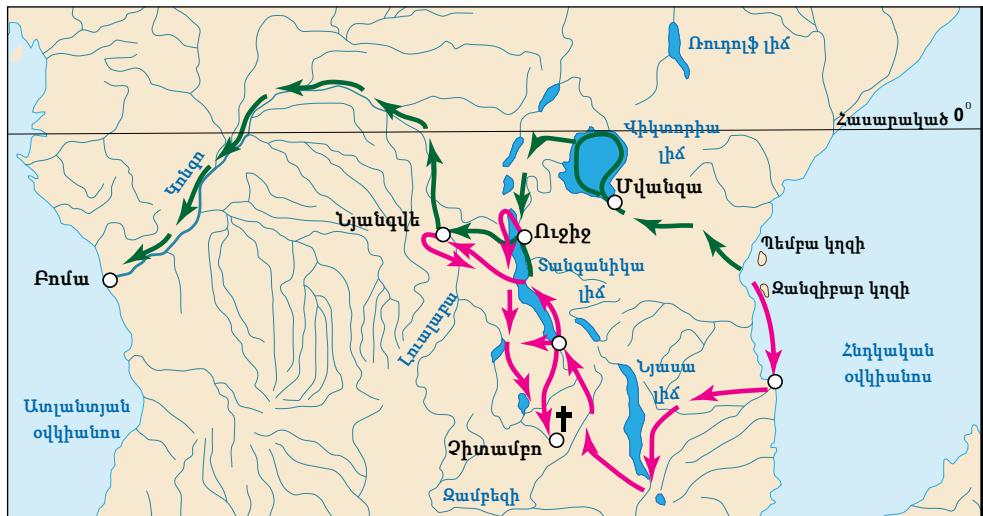 Ռուդոլֆ լիճ
Հասարակած 0⁰
Վիկտորիա
լիճ
Կոնգո
Մվանզա
Նյանգվե
Ուջիջ
Պեմբա կղզի
Տանգանիկա
լիճ
Բոմա
Զանզիբար կղզի
Լուալաբա
Հնդկական
օվկիանոս
Նյասա
լիճ
Ատլանտյան
օվկիանոս
Չիտամբո
Զամբեզի